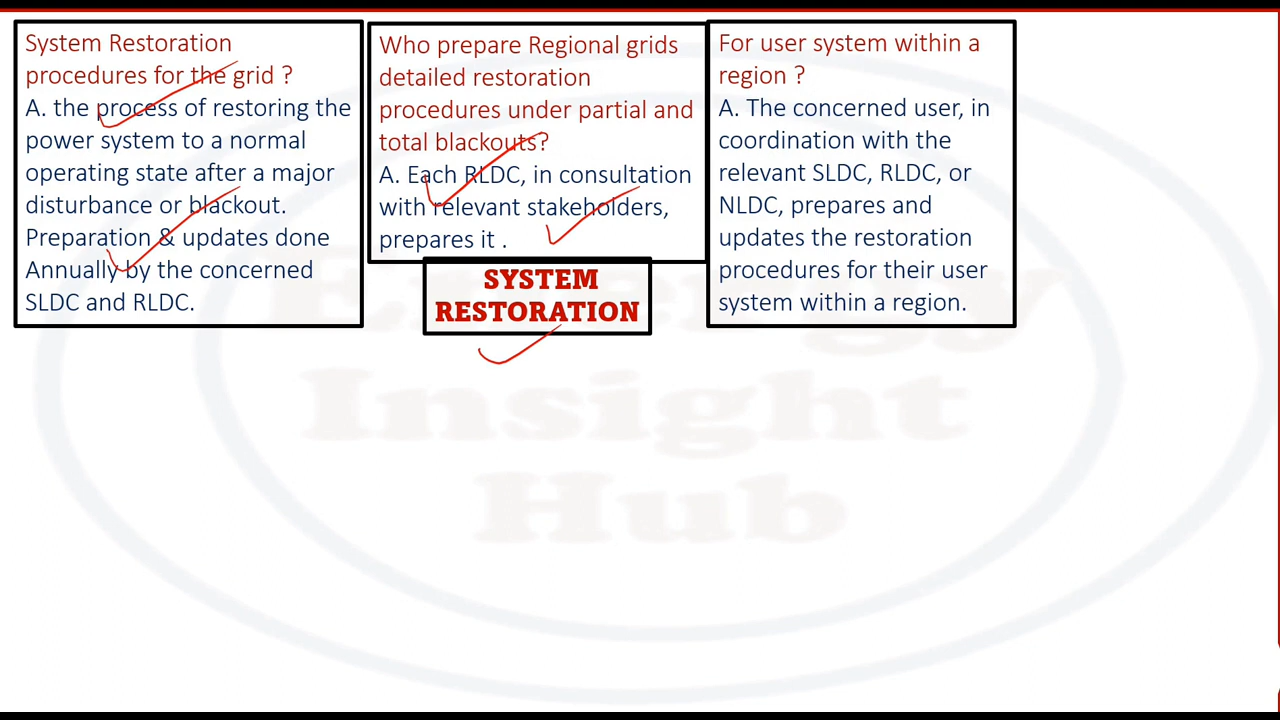 System Restoration
procedures for the grid ?
A. the process of restoring the
power system to a normal
operating state after a major
disturbance or blackout.
Preparation & updates done
Annually by the concerned
SLDC and RLDC.
Who prepare Regional grids
detailed restoration
procedures under partial and
total blackouts?
A. Each RLDC, in consultation
with relevant stakeholders,
prepares it .
For user system within a
region ?
A. The concerned user, in
coordination with the
relevant SLDC, RLDC, or
NLDC, prepares and
updates the restoration
procedures for their user
system within a region.
SYSTEM
RESTORATION
Energy
Insight
Hub